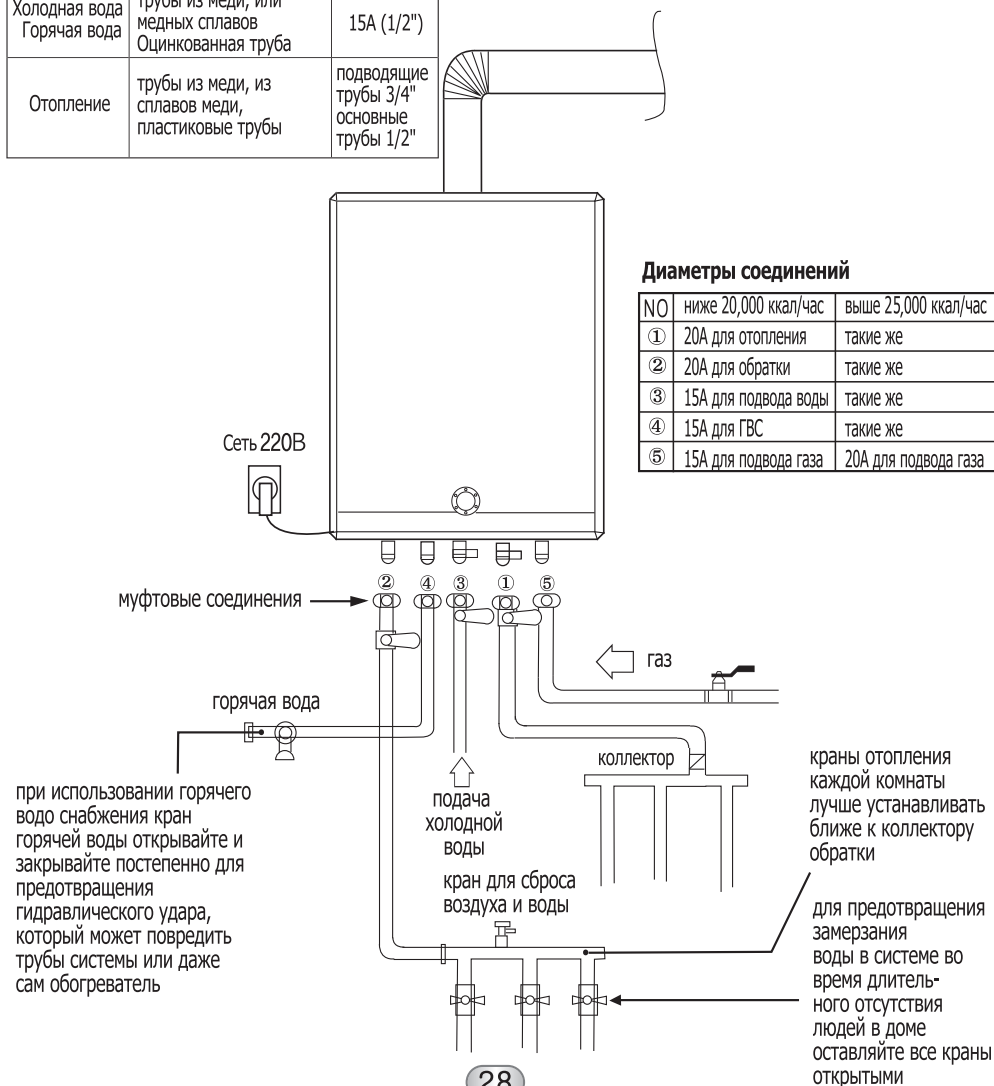 Холодная вода
Горячая вода
трубы из меди, или
медных сплавов
Оцинкованная труба
15А (1/2")
Отопление
трубы из меди, из
сплавов меди,
пластиковые трубы
подводящие
трубы 3/4"
основные
трубы 1/2"
Диаметры соединений
NO ниже 20,000 ккал/час выше 25,000 ккал/час
① 20А для отопления такие же
② 20А для обратки такие же
③ 15А для подвода воды такие же
④ 15А для ГВС такие же
⑤ 15А для подвода газа 20А для подвода газа
Сеть 220В
② ④ ③ ① ⑤
муфтовые соединения
газ
горячая вода
коллектор
при использовании горячего
водо снабжения кран
горячей воды открывайте и
закрывайте постепенно для
предотвращения
гидравлического удара,
который может повредить
трубы системы или даже
сам обогреватель
подача
холодной
воды
кран для сброса
воздуха и воды
краны отопления
каждой комнаты
лучше устанавливать
ближе к коллектору
обратки
для предотвращения
замерзания
воды в системе во
время длитель-
ного отсутствия
людей в доме
оставляйте все краны
открытыми
28